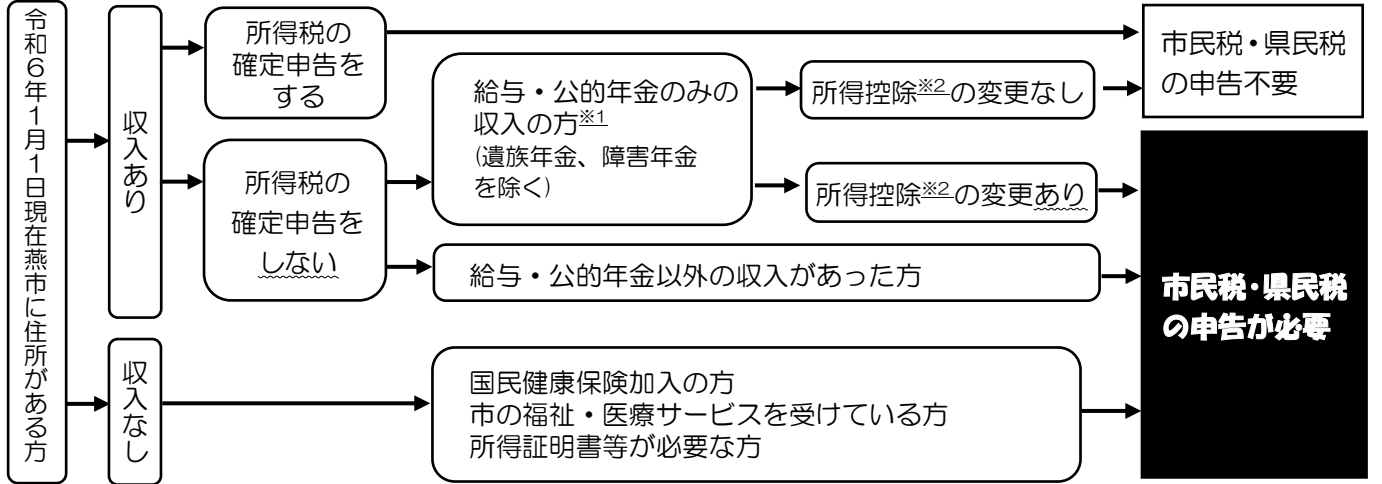 令和６年１月１日現在燕市に住所がある方
収入あり
所得税の
確定申告を
する
所得税の
確定申告を
しない
給与・公的年金のみの
収入の方※1
(遺族年金、障害年金
を除く)
所得控除※2の変更なし
所得控除※2の変更あり
給与・公的年金以外の収入があった方
収入なし
国民健康保険加入の方
市の福祉・医療サービスを受けている方
所得証明書等が必要な方
市民税・県民税
の申告不要
市民税・県民税
の申告が必要